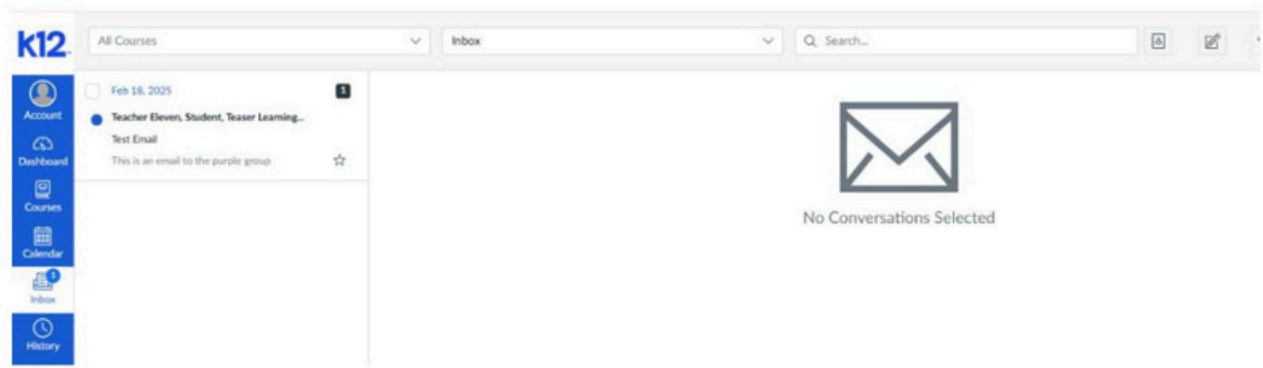 k12
All Courses
Inbox
Search...
Account
Dashboard
Courses
Calendar
1
Inbox
History
Feb 18, 2025
1
Teacher Eleven, Student, Teaser Learning...
Test Email
This is an email to the purple group
No Conversations Selected